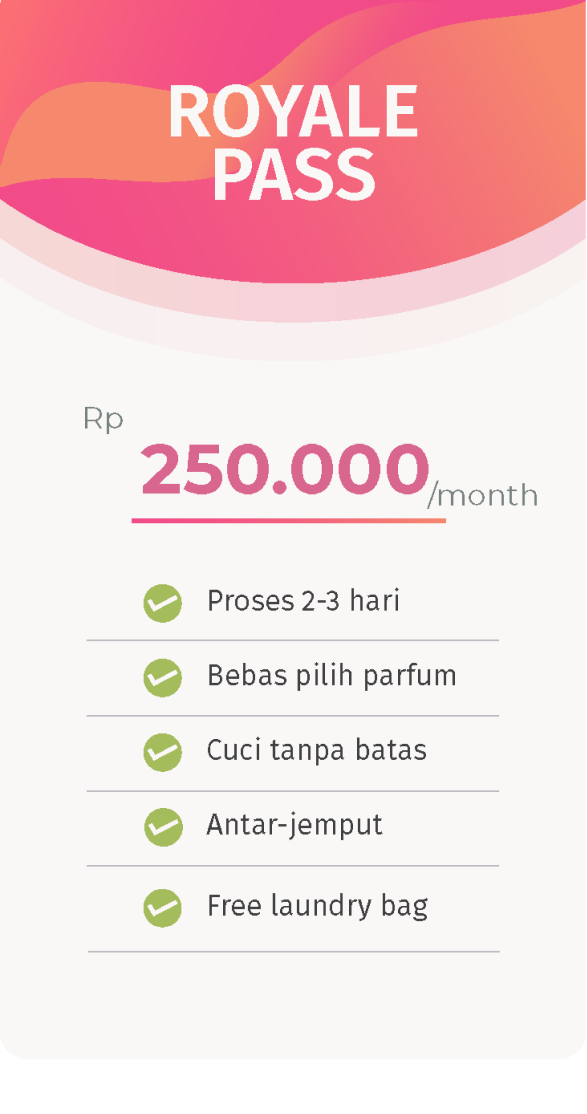 ROYALE
PASS
Rp
250.000
/month
Proses 2-3 hari
Bebas pilih parfum
Cuci tanpa batas
Antar-jemput
Free laundry bag